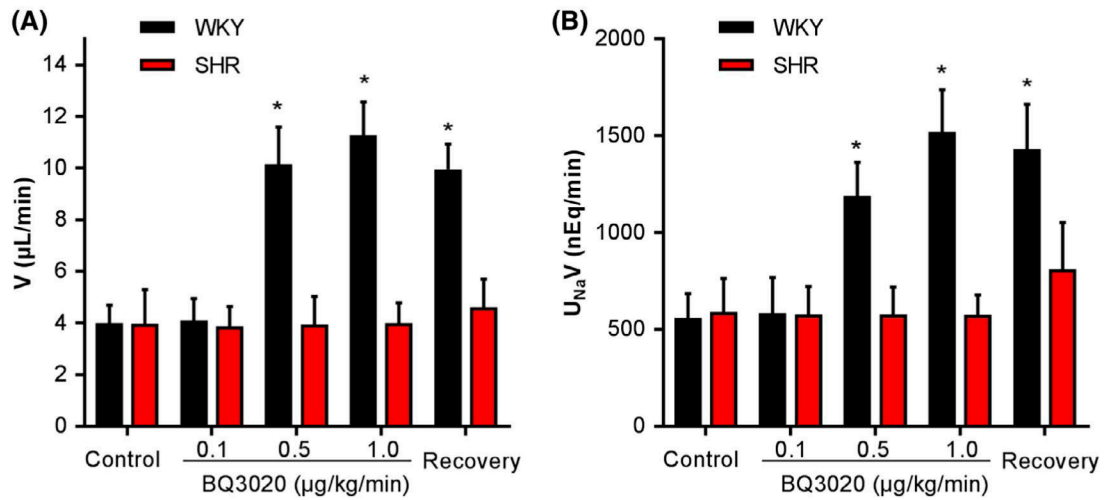 (A)
WKY
SHR
14
12
10
8
6
4
2
0
V (µL/min)
*
*
*
Control
0.1
0.5
1.0
Recovery
BQ3020 (µg/kg/min)
(B)
WKY
SHR
2000
1500
1000
500
0
UNaV (nEq/min)
*
*
*
Control
0.1
0.5
1.0
Recovery
BQ3020 (µg/kg/min)